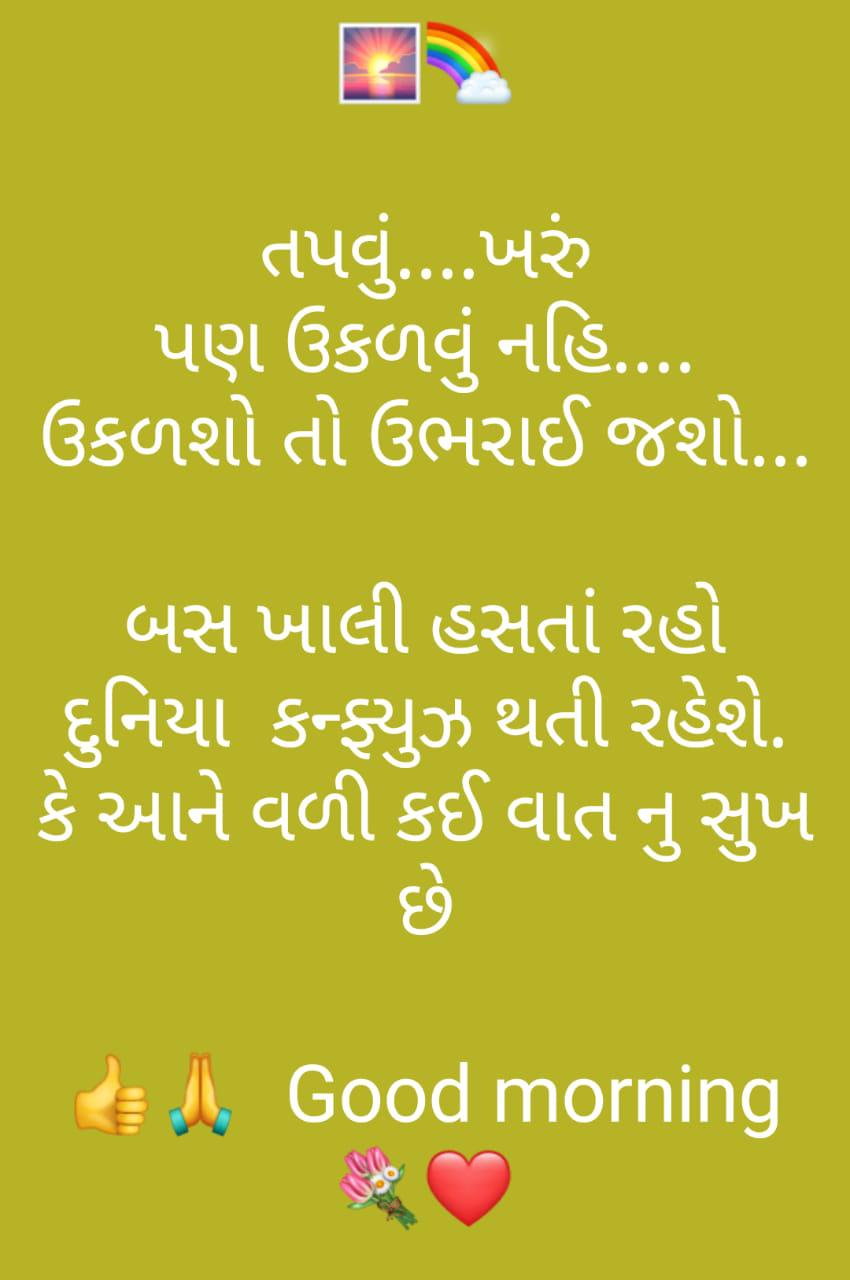 તપવું....ખરું
પણ ઉકળવું નહિ....
ઉકળશો તો ઉભરાઈ જશો...
બસ ખાલી હસતાં રહો
દુનિયા  કન્ફ્યુઝ થતી રહેશે.
કે આને વળી કઈ વાત નુ સુખ
છે
Good morning